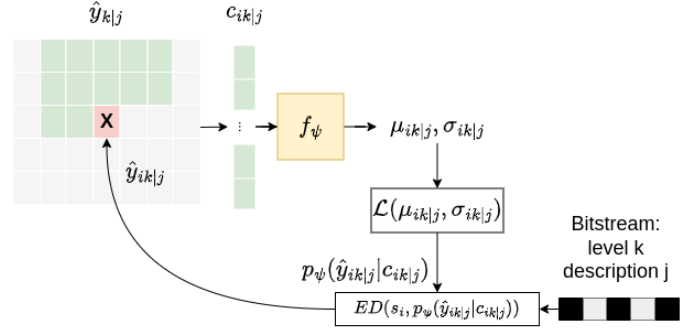 ŷ_{k|j}
c_{ik|j}
X
f_ψ
μ_{ik|j}, σ_{ik|j}
ŷ_{ik|j}
ℒ(μ_{ik|j}, σ_{ik|j})
Bitstream:
level k
description j
p_ψ(ŷ_{ik|j}|c_{ik|j})
ED(s_i, p_ψ(ŷ_{ik|j}|c_{ik|j}))